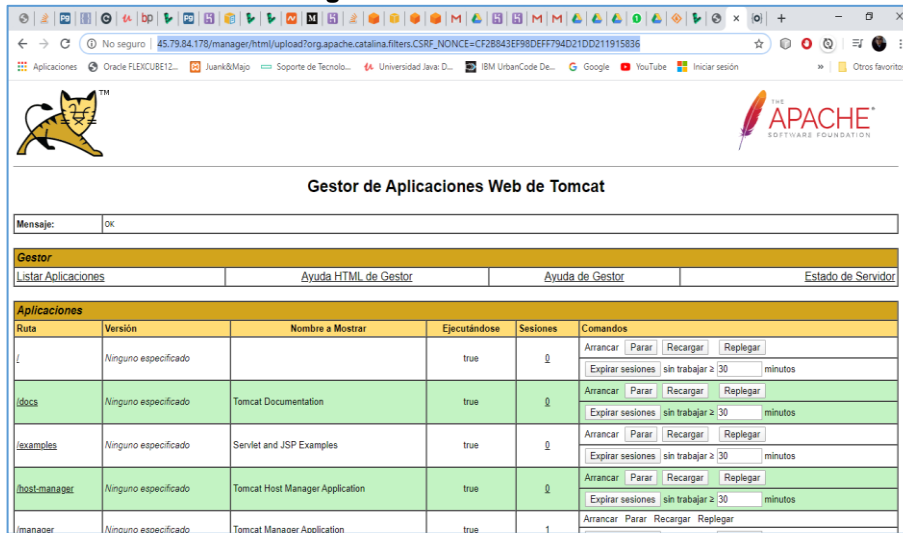 No seguro | 45.79.84.178/manager/html/upload?org.apache.catalina.filters.CSRF_NONCE=CF2B843EF98DEFF794D21DD211915836
Aplicaciones Oracle FLEXCUBE12... Juank&Majo Soporte de Tecnolo... Universidad Java: D... IBM UrbanCode De... Google YouTube Iniciar sesión » Otros favoritos
TM
THE
APACHE
SOFTWARE FOUNDATION
Gestor de Aplicaciones Web de Tomcat
Mensaje: OK
Gestor
Listar Aplicaciones Ayuda HTML de Gestor Ayuda de Gestor Estado de Servidor
Aplicaciones
Ruta Versión Nombre a Mostrar Ejecutándose Sesiones Comandos
/ Ninguno especificado true 0 Arrancar Parar Recargar Replegar
Expirar sesiones sin trabajar ≥ 30 minutos
/docs Ninguno especificado Tomcat Documentation true 0 Arrancar Parar Recargar Replegar
Expirar sesiones sin trabajar ≥ 30 minutos
/examples Ninguno especificado Servlet and JSP Examples true 0 Arrancar Parar Recargar Replegar
Expirar sesiones sin trabajar ≥ 30 minutos
/host-manager Ninguno especificado Tomcat Host Manager Application true 0 Arrancar Parar Recargar Replegar
Expirar sesiones sin trabajar ≥ 30 minutos
/manager Ninguno especificado Tomcat Manager Application true 1 Arrancar Parar Recargar Replegar